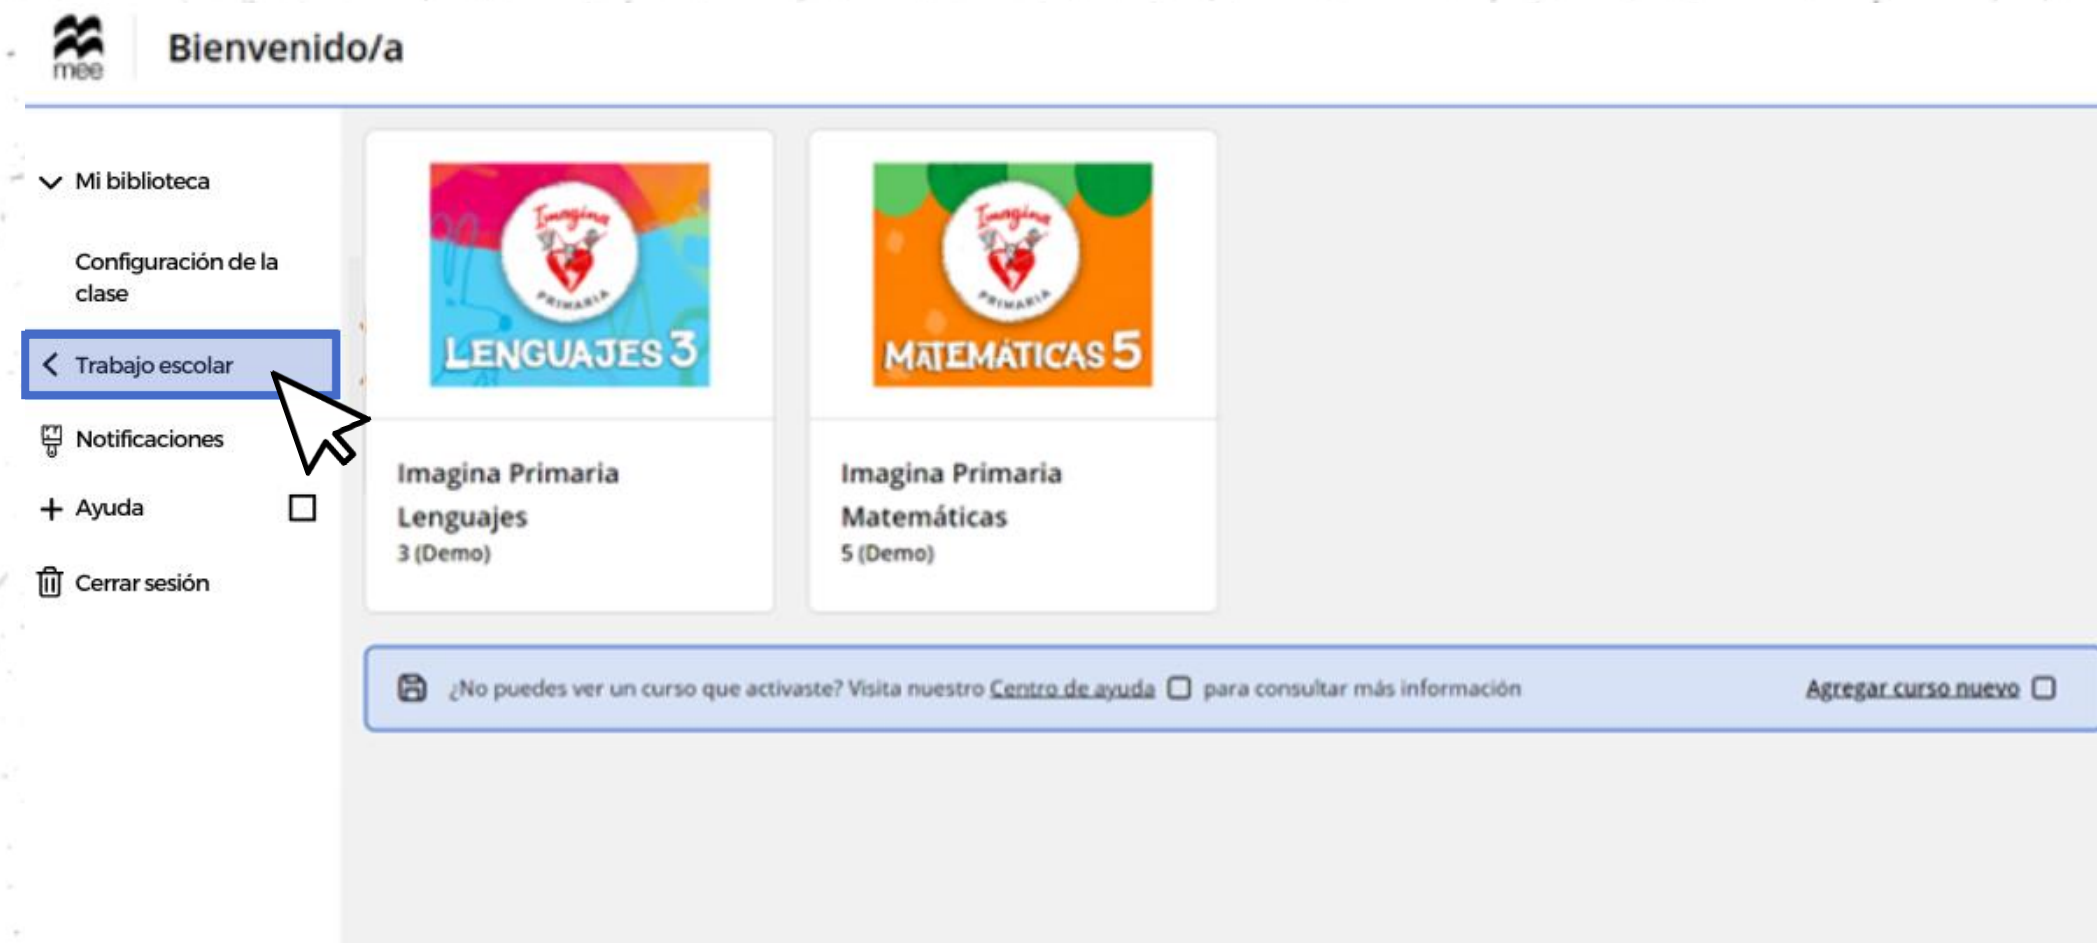 mee
Bienvenido/a
Mi biblioteca
Configuración de la
clase
Trabajo escolar
Notificaciones
Ayuda
Cerrar sesión
Imagina
PRIMARIA
LENGUAJES 3
Imagina Primaria
Lenguajes
3 (Demo)
Imagina
PRIMARIA
MATEMÁTICAS 5
Imagina Primaria
Matemáticas
5 (Demo)
¿No puedes ver un curso que activaste? Visita nuestro Centro de ayuda para consultar más información
Agregar curso nuevo